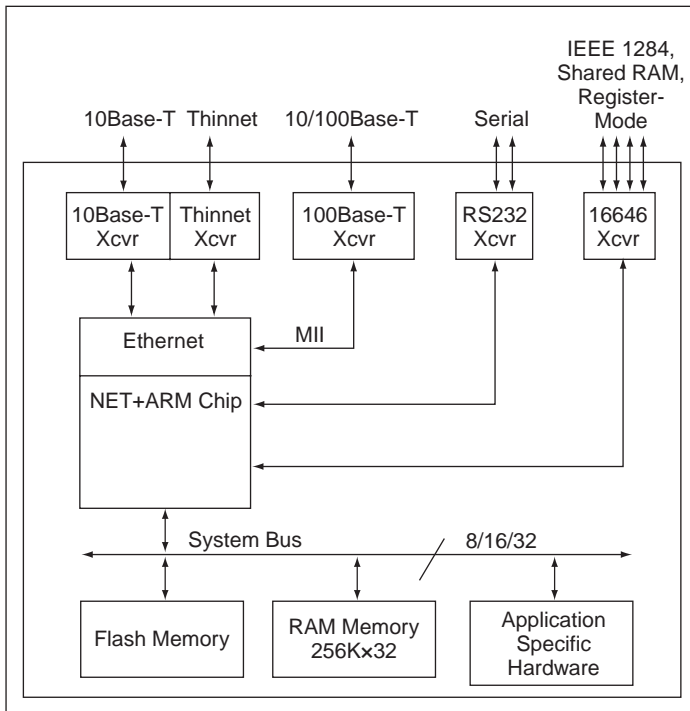 IEEE 1284,
Shared RAM,
Register-
Mode
10Base-T Thinnet 10/100Base-T Serial
10Base-T
Xcvr
Thinnet
Xcvr
100Base-T
Xcvr
RS232
Xcvr
16646
Xcvr
Ethernet
MII
NET+ARM Chip
System Bus 8/16/32
Flash Memory
RAM Memory
256K×32
Application
Specific
Hardware